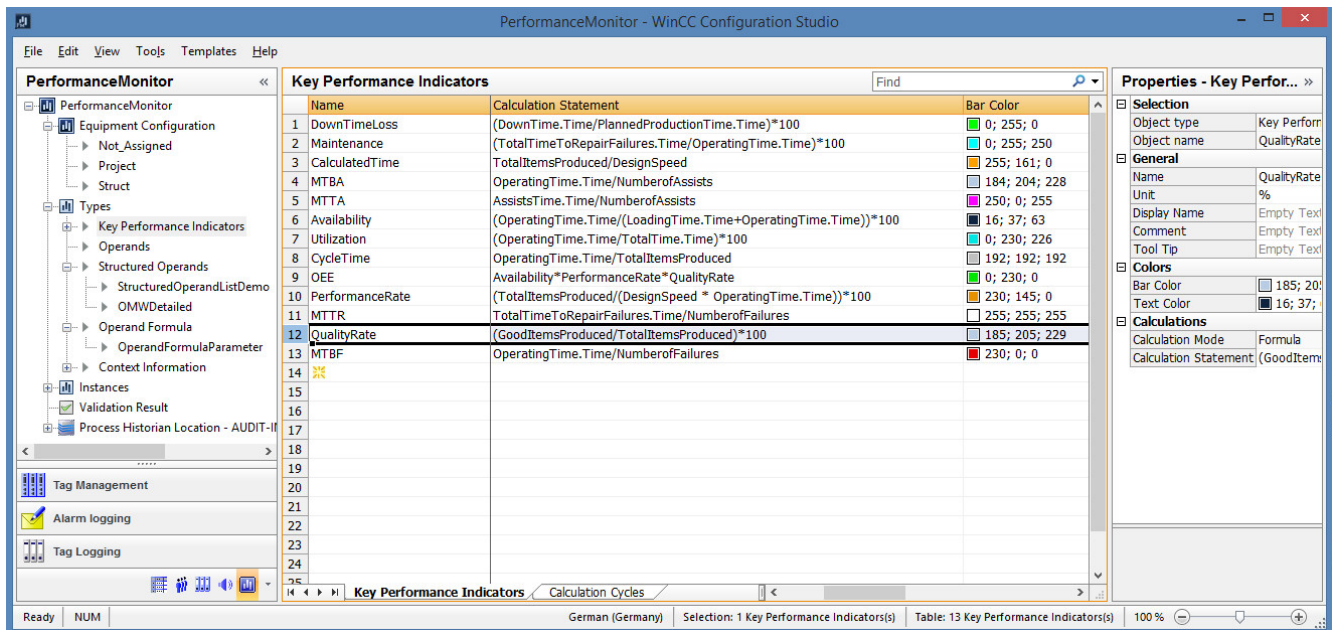 PerformanceMonitor - WinCC Configuration Studio
File Edit View Tools Templates Help
PerformanceMonitor «
PerformanceMonitor
Equipment Configuration
Not_Assigned
Project
Struct
Types
Key Performance Indicators
Operands
Structured Operands
StructuredOperandListDemo
OMWDetailed
Operand Formula
OperandFormulaParameter
Context Information
Instances
Validation Result
Process Historian Location - AUDIT-I
Tag Management
Alarm logging
Tag Logging
Key Performance Indicators Find
Name Calculation Statement Bar Color
1 DownTimeLoss (DownTime.Time/PlannedProductionTime.Time)*100 0; 255; 0
2 Maintenance (TotalTimeToRepairFailures.Time/OperatingTime.Time)*100 0; 255; 250
3 CalculatedTime TotalItemsProduced/DesignSpeed 255; 161; 0
4 MTBA OperatingTime.Time/NumberofAssists 184; 204; 228
5 MTTA AssistsTime.Time/NumberofAssists 250; 0; 255
6 Availability (OperatingTime.Time/(LoadingTime.Time+OperatingTime.Time))*100 16; 37; 63
7 Utilization (OperatingTime.Time/TotalTime.Time)*100 0; 230; 226
8 CycleTime OperatingTime.Time/TotalItemsProduced 192; 192; 192
9 OEE Availability*PerformanceRate*QualityRate 0; 230; 0
10 PerformanceRate (TotalItemsProduced/(DesignSpeed * OperatingTime.Time))*100 230; 145; 0
11 MTTR TotalTimeToRepairFailures.Time/NumberofFailures 255; 255; 255
12 QualityRate (GoodItemsProduced/TotalItemsProduced)*100 185; 205; 229
13 MTBF OperatingTime.Time/NumberofFailures 230; 0; 0
14
15
16
17
18
19
20
21
22
23
24
25
Key Performance Indicators Calculation Cycles
Properties - Key Perfor... »
Selection
Object type Key Perform
Object name QualityRate
General
Name QualityRate
Unit %
Display Name Empty Text
Comment Empty Text
Tool Tip Empty Text
Colors
Bar Color 185; 205
Text Color 16; 37;
Calculations
Calculation Mode Formula
Calculation Statement (GoodItems
Ready NUM German (Germany) Selection: 1 Key Performance Indicators(s) Table: 13 Key Performance Indicators(s) 100 %